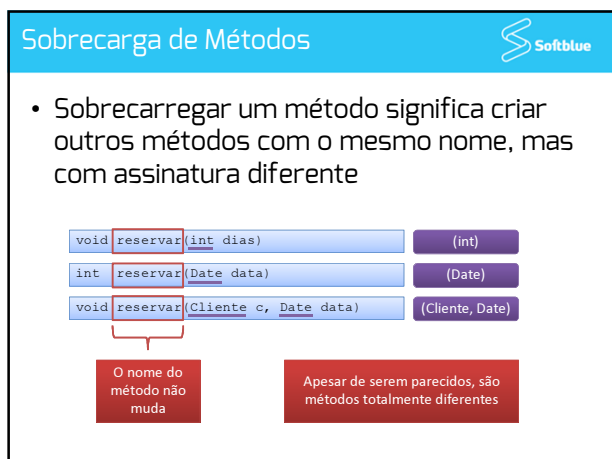 Sobrecarga de Métodos
Softblue
• Sobrecarregar um método significa criar
outros métodos com o mesmo nome, mas
com assinatura diferente
void reservar(int dias)
(int)
int reservar(Date data)
(Date)
void reservar(Cliente c, Date data)
(Cliente, Date)
O nome do
método não
muda
Apesar de serem parecidos, são
métodos totalmente diferentes